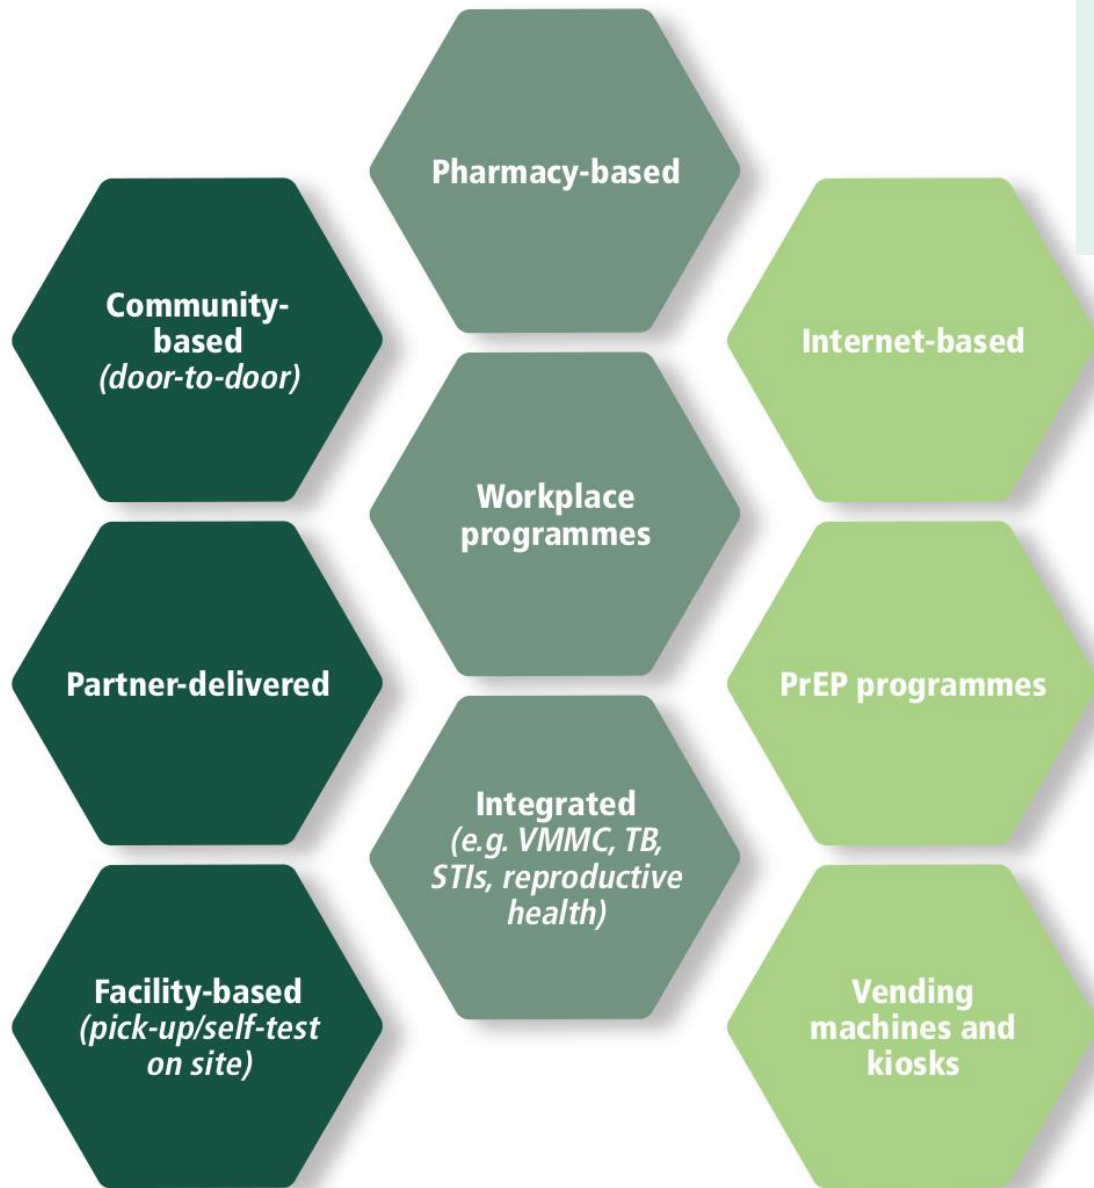 Pharmacy-based
Community-
based
(door-to-door)
Internet-based
Workplace
programmes
Partner-delivered
PrEP programmes
Integrated
(e.g. VMMC, TB,
STIs, reproductive
health)
Facility-based
(pick-up/self-test
on site)
Vending
machines and
kiosks